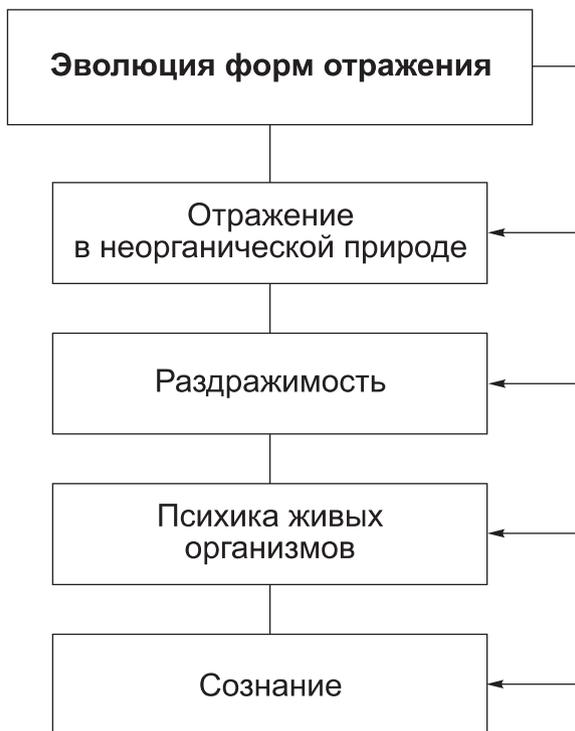 Эволюция форм отражения
Отражение
в неорганической природе
Раздражимость
Психика живых
организмов
Сознание